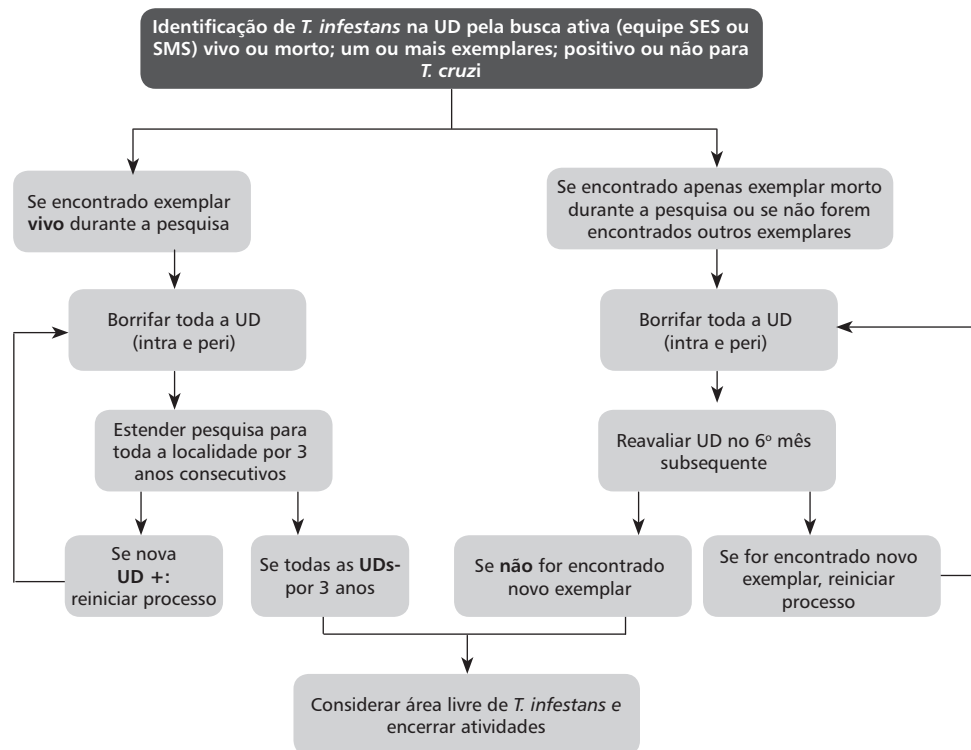 Identificação de T. infestans na UD pela busca ativa (equipe SES ou
SMS) vivo ou morto; um ou mais exemplares; positivo ou não para
T. cruzi
Se encontrado exemplar
vivo durante a pesquisa
Se encontrado apenas exemplar morto
durante a pesquisa ou se não forem
encontrados outros exemplares
Borrifar toda a UD
(intra e peri)
Borrifar toda a UD
(intra e peri)
Estender pesquisa para
toda a localidade por 3
anos consecutivos
Reavaliar UD no 6º mês
subsequente
Se nova
UD +:
reiniciar processo
Se todas as UDs-
por 3 anos
Se não for encontrado
novo exemplar
Se for encontrado novo
exemplar, reiniciar
processo
Considerar área livre de T. infestans e
encerrar atividades